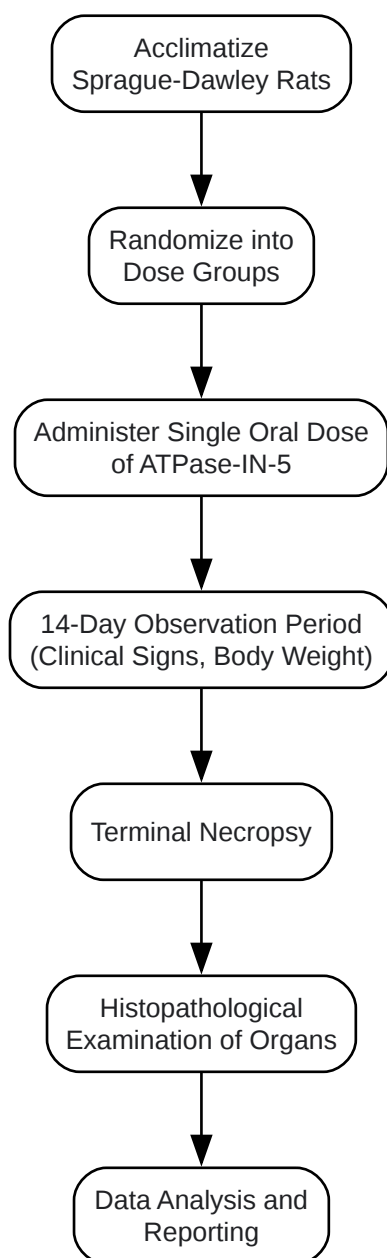 Acclimatize
Sprague-Dawley Rats
Randomize into
Dose Groups
Administer Single Oral Dose
of ATPase-IN-5
14-Day Observation Period
(Clinical Signs, Body Weight)
Terminal Necropsy
Histopathological
Examination of Organs
Data Analysis and
Reporting